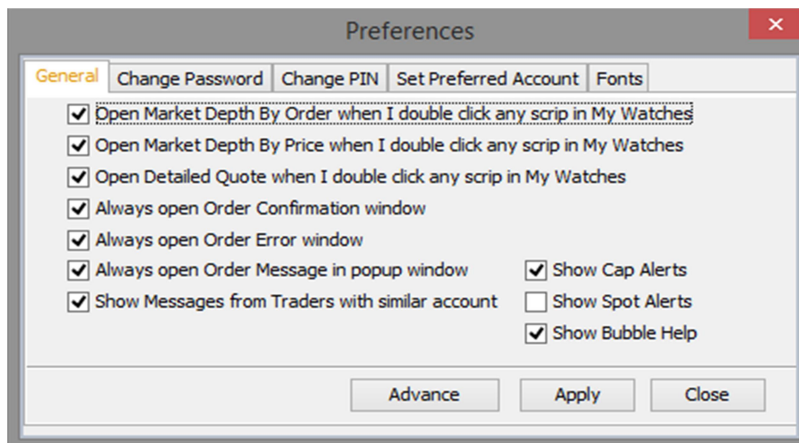 Preferences
General Change Password Change PIN Set Preferred Account Fonts
Open Market Depth By Order when I double click any scrip in My Watches
Open Market Depth By Price when I double click any scrip in My Watches
Open Detailed Quote when I double click any scrip in My Watches
Always open Order Confirmation window
Always open Order Error window
Always open Order Message in popup window Show Cap Alerts
Show Messages from Traders with similar account Show Spot Alerts
Show Bubble Help
Advance Apply Close